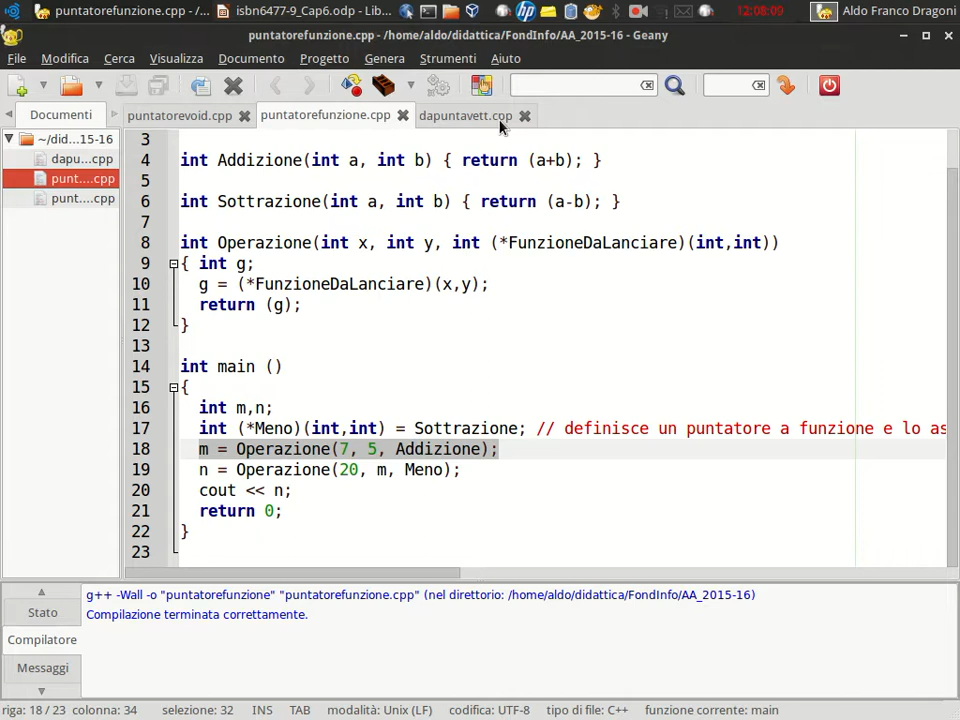 puntatorefunzione.cpp - /...
isbn6477-9_Cap6.odp - Lib...
12:08:09
Aldo Franco Dragoni
puntatorefunzione.cpp - /home/aldo/didattica/FondInfo/AA_2015-16 - Geany
File Modifica Cerca Visualizza Documento Progetto Genera Strumenti Aiuto
Documenti
puntatorevoid.cpp
puntatorefunzione.cpp
dapuntavett.cpp
~/did...15-16
dapu...cpp
punt....cpp
punt....cpp
3
4 int Addizione(int a, int b) { return (a+b); }
5
6 int Sottrazione(int a, int b) { return (a-b); }
7
8 int Operazione(int x, int y, int (*FunzioneDaLanciare)(int,int))
9 { int g;
10 g = (*FunzioneDaLanciare)(x,y);
11 return (g);
12 }
13
14 int main ()
15 {
16 int m,n;
17 int (*Meno)(int,int) = Sottrazione; // definisce un puntatore a funzione e lo as
18 m = Operazione(7, 5, Addizione);
19 n = Operazione(20, m, Meno);
20 cout << n;
21 return 0;
22 }
23
Stato
Compilatore
Messaggi
g++ -Wall -o "puntatorefunzione" "puntatorefunzione.cpp" (nel direttorio: /home/aldo/didattica/FondInfo/AA_2015-16)
Compilazione terminata correttamente.
riga: 18 / 23 colonna: 34 selezione: 32 INS TAB modalità: Unix (LF) codifica: UTF-8 tipo di file: C++ funzione corrente: main